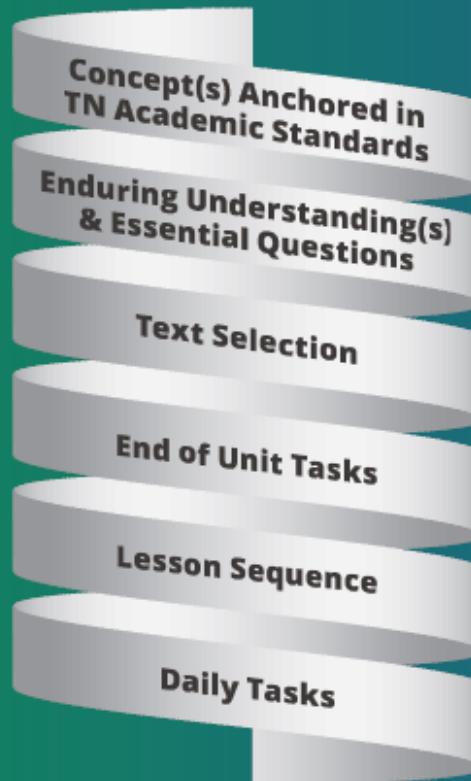 Concept(s) Anchored in
TN Academic Standards
Enduring Understanding(s)
& Essential Questions
Text Selection
End of Unit Tasks
Lesson Sequence
Daily Tasks